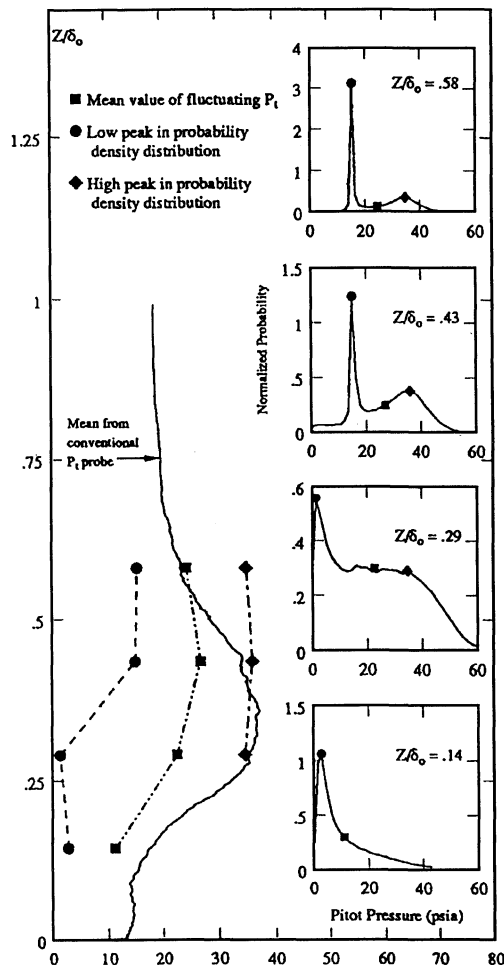 Z/δo
■ Mean value of fluctuating Pt
● Low peak in probability
density distribution
◆ High peak in probability
density distribution
1.25
1
.75
.5
.25
0
0 10 20 30 40 50 60 70 80
Mean from
conventional
Pt probe
Normalized Probability
Z/δo = .58
4
3
2
1
0
0 20 40 60
Z/δo = .43
1.5
1
.5
0
0 20 40 60
Z/δo = .29
.6
.4
.2
0
0 20 40 60
Z/δo = .14
1.5
1
.5
0
0 20 40 60
Pitot Pressure (psia)